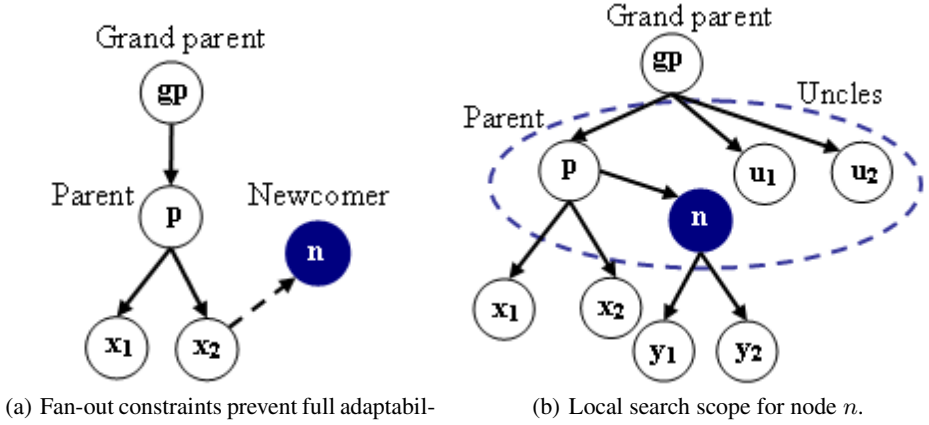 Grand parent
gp
Parent
p
Newcomer
n
x1
x2
(a) Fan-out constraints prevent full adaptabil-
Grand parent
gp
Uncles
Parent
p
u1
u2
n
x1
x2
y1
y2
(b) Local search scope for node n.